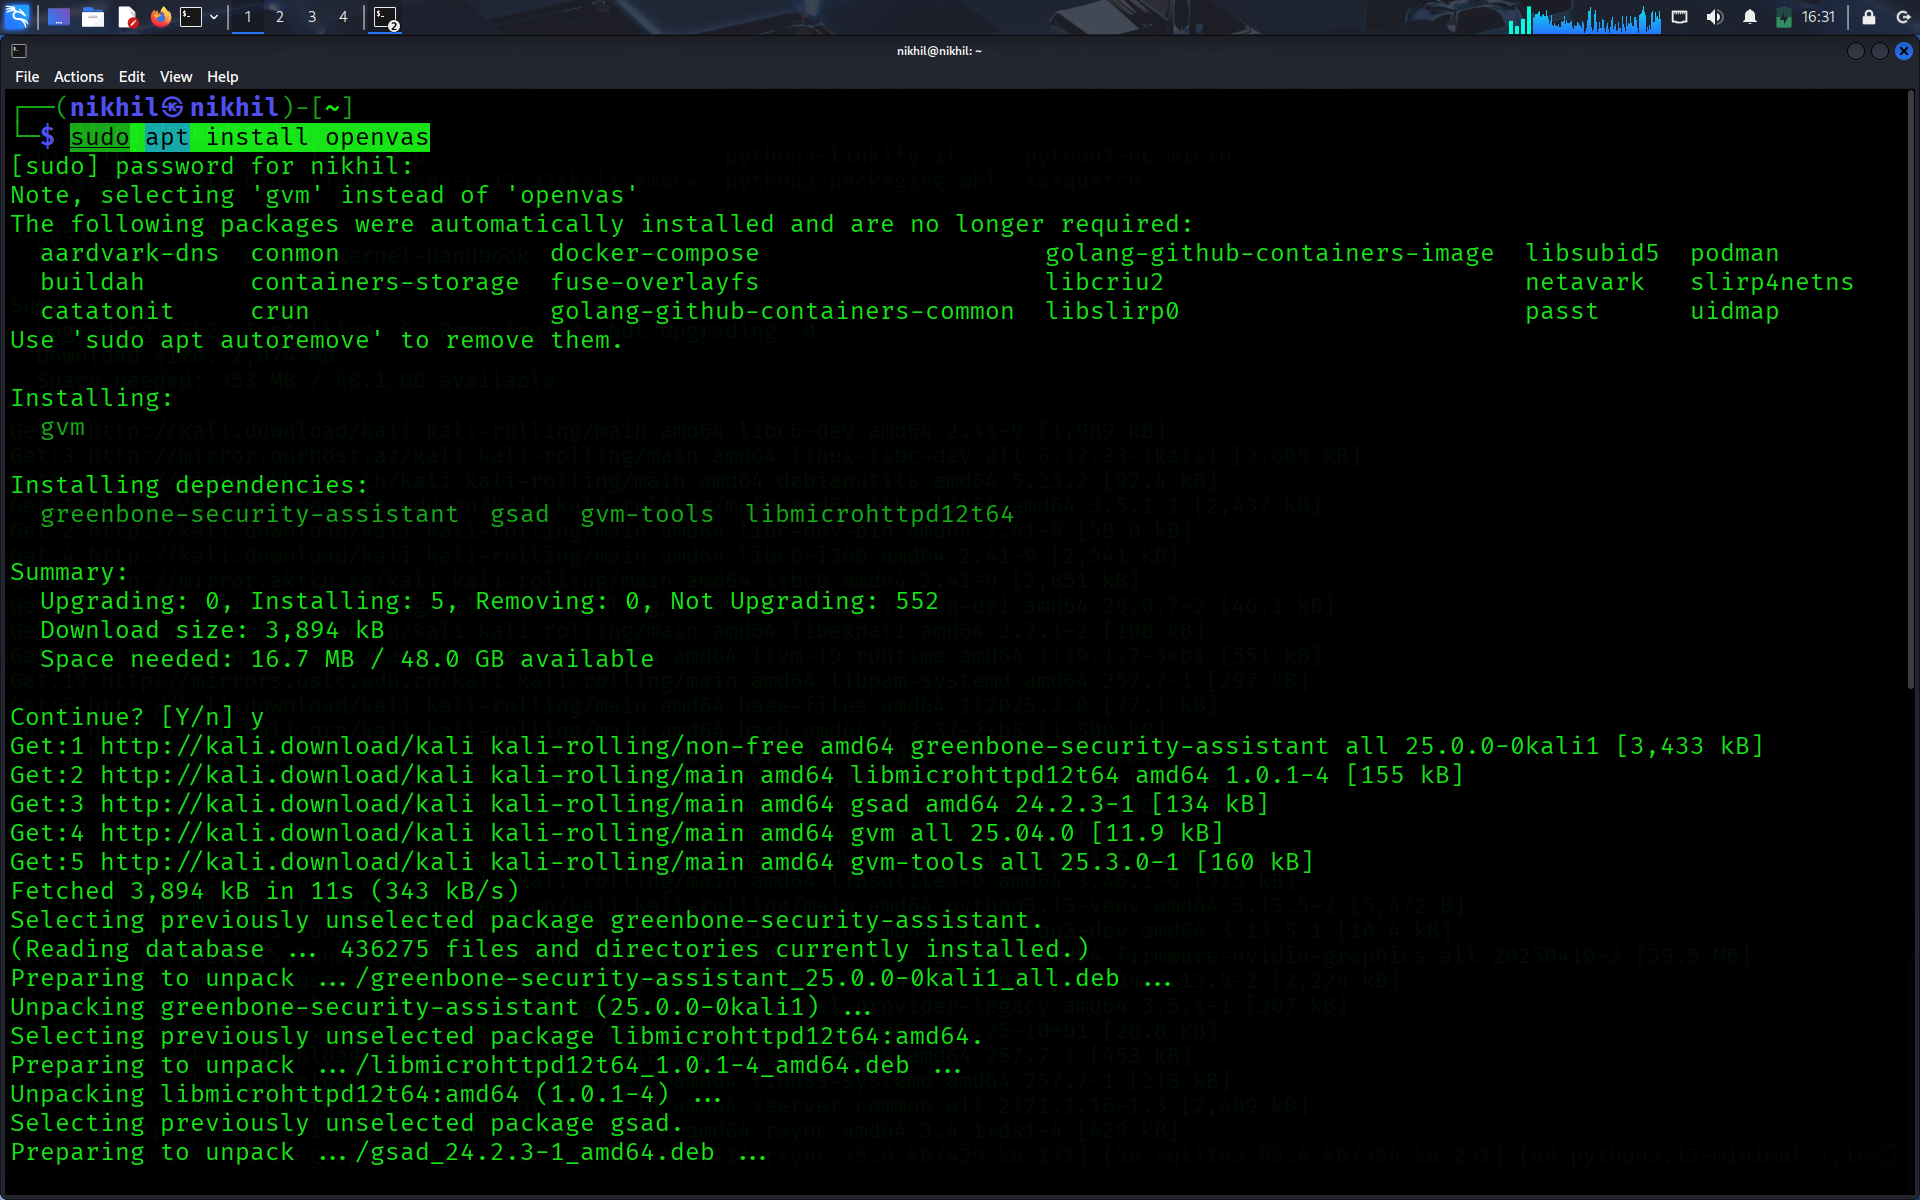 1 2 3 4 2 16:31
nikhil@nikhil: ~
File Actions Edit View Help
┌──(nikhil㉿nikhil)-[~]
└─$ sudo apt install openvas
[sudo] password for nikhil:
Note, selecting 'gvm' instead of 'openvas'
The following packages were automatically installed and are no longer required:
aardvark-dns conmon docker-compose golang-github-containers-image libsubid5 podman
buildah containers-storage fuse-overlayfs libcriu2 netavark slirp4netns
catatonit crun golang-github-containers-common libslirp0 passt uidmap
Use 'sudo apt autoremove' to remove them.
Installing:
gvm
Installing dependencies:
greenbone-security-assistant gsad gvm-tools libmicrohttpd12t64
Summary:
Upgrading: 0, Installing: 5, Removing: 0, Not Upgrading: 552
Download size: 3,894 kB
Space needed: 16.7 MB / 48.0 GB available
Continue? [Y/n] y
Get:1 http://kali.download/kali kali-rolling/non-free amd64 greenbone-security-assistant all 25.0.0-0kali1 [3,433 kB]
Get:2 http://kali.download/kali kali-rolling/main amd64 libmicrohttpd12t64 amd64 1.0.1-4 [155 kB]
Get:3 http://kali.download/kali kali-rolling/main amd64 gsad amd64 24.2.3-1 [134 kB]
Get:4 http://kali.download/kali kali-rolling/main amd64 gvm all 25.04.0 [11.9 kB]
Get:5 http://kali.download/kali kali-rolling/main amd64 gvm-tools all 25.3.0-1 [160 kB]
Fetched 3,894 kB in 11s (343 kB/s)
Selecting previously unselected package greenbone-security-assistant.
(Reading database ... 436275 files and directories currently installed.)
Preparing to unpack .../greenbone-security-assistant_25.0.0-0kali1_all.deb ...
Unpacking greenbone-security-assistant (25.0.0-0kali1) ...
Selecting previously unselected package libmicrohttpd12t64:amd64.
Preparing to unpack .../libmicrohttpd12t64_1.0.1-4_amd64.deb ...
Unpacking libmicrohttpd12t64:amd64 (1.0.1-4) ...
Selecting previously unselected package gsad.
Preparing to unpack .../gsad_24.2.3-1_amd64.deb ...